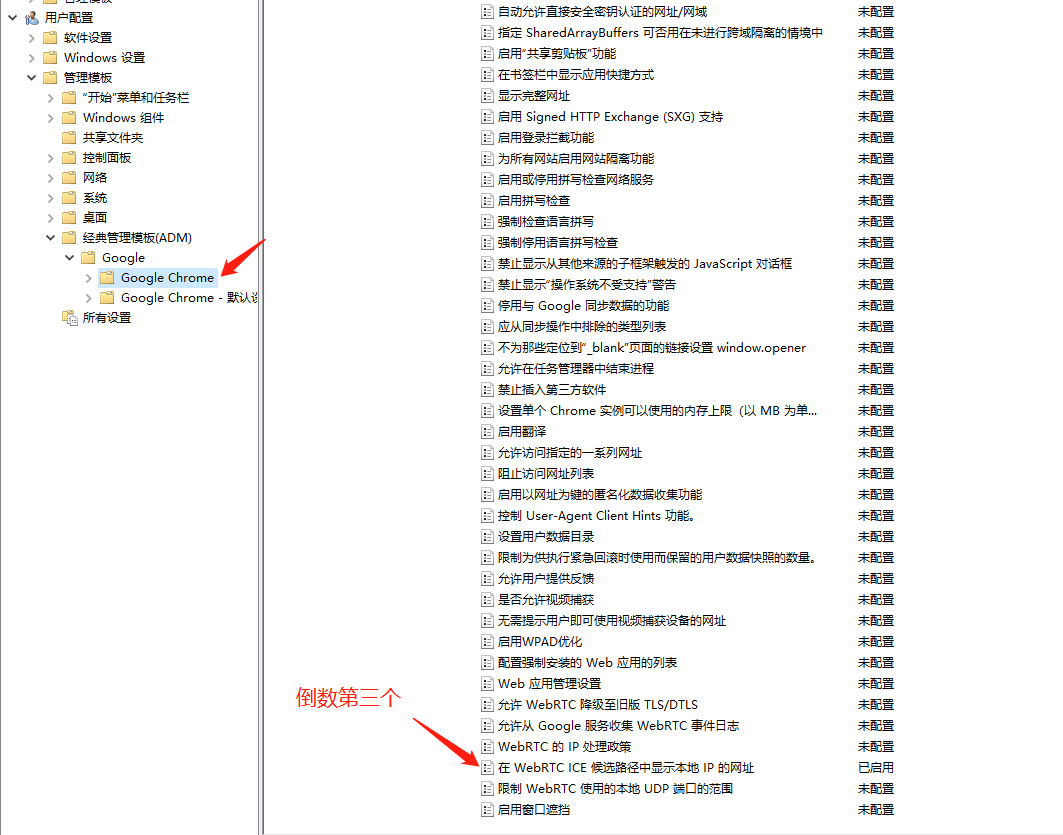 管理模板
用户配置
软件设置
Windows 设置
管理模板
“开始”菜单和任务栏
Windows 组件
共享文件夹
控制面板
网络
系统
桌面
经典管理模板(ADM)
Google
Google Chrome
Google Chrome - 默认设
所有设置
自动允许直接安全密钥认证的网址/网域 未配置
指定 SharedArrayBuffers 可否用在未进行跨域隔离的情境中 未配置
启用“共享剪贴板”功能 未配置
在书签栏中显示应用快捷方式 未配置
显示完整网址 未配置
启用 Signed HTTP Exchange (SXG) 支持 未配置
启用登录拦截功能 未配置
为所有网站启用网站隔离功能 未配置
启用或停用拼写检查网络服务 未配置
启用拼写检查 未配置
强制检查语言拼写 未配置
强制停用语言拼写检查 未配置
禁止显示从其他来源的子框架触发的 JavaScript 对话框 未配置
禁止显示“操作系统不受支持”警告 未配置
停用与 Google 同步数据的功能 未配置
应从同步操作中排除的类型列表 未配置
不为那些定位到“_blank”页面的链接设置 window.opener 未配置
允许在任务管理器中结束进程 未配置
禁止插入第三方软件 未配置
设置单个 Chrome 实例可以使用的内存上限（以 MB 为单... 未配置
启用翻译 未配置
允许访问指定的一系列网址 未配置
阻止访问网址列表 未配置
启用以网址为键的匿名化数据收集功能 未配置
控制 User-Agent Client Hints 功能。 未配置
设置用户数据目录 未配置
限制为供执行紧急回滚时使用而保留的用户数据快照的数量。 未配置
允许用户提供反馈 未配置
是否允许视频捕获 未配置
无需提示用户即可使用视频捕获设备的网址 未配置
启用WPAD优化 未配置
配置强制安装的 Web 应用的列表 未配置
Web 应用管理设置 未配置
允许 WebRTC 降级至旧版 TLS/DTLS 未配置
允许从 Google 服务收集 WebRTC 事件日志 未配置
WebRTC 的 IP 处理政策 未配置
在 WebRTC ICE 候选路径中显示本地 IP 的网址 已启用
限制 WebRTC 使用的本地 UDP 端口的范围 未配置
启用窗口遮挡 未配置
倒数第三个